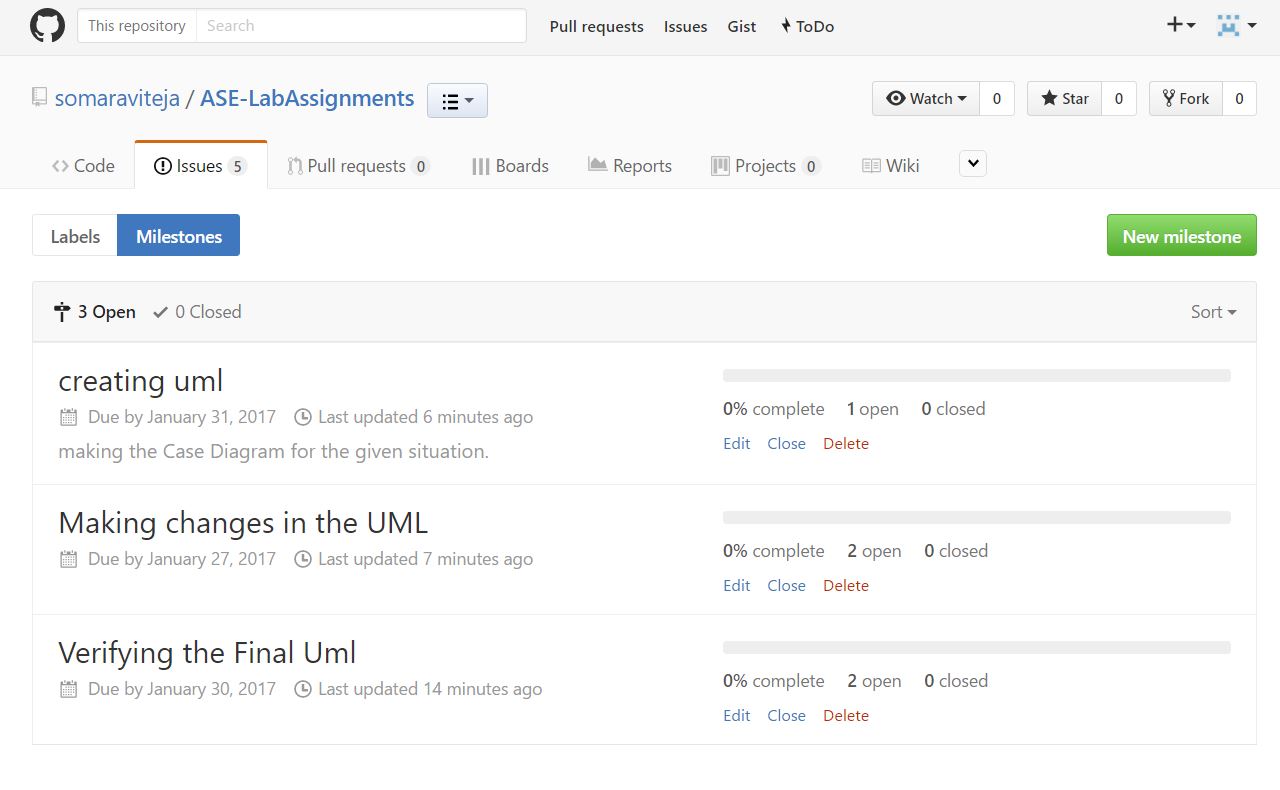 This repository Search Pull requests Issues Gist ToDo
somaraviteja / ASE-LabAssignments Watch 0 Star 0 Fork 0
Code Issues 5 Pull requests 0 Boards Reports Projects 0 Wiki
Labels Milestones New milestone
3 Open 0 Closed Sort
creating uml
Due by January 31, 2017 Last updated 6 minutes ago
making the Case Diagram for the given situation.
0% complete 1 open 0 closed
Edit Close Delete
Making changes in the UML
Due by January 27, 2017 Last updated 7 minutes ago
0% complete 2 open 0 closed
Edit Close Delete
Verifying the Final Uml
Due by January 30, 2017 Last updated 14 minutes ago
0% complete 2 open 0 closed
Edit Close Delete